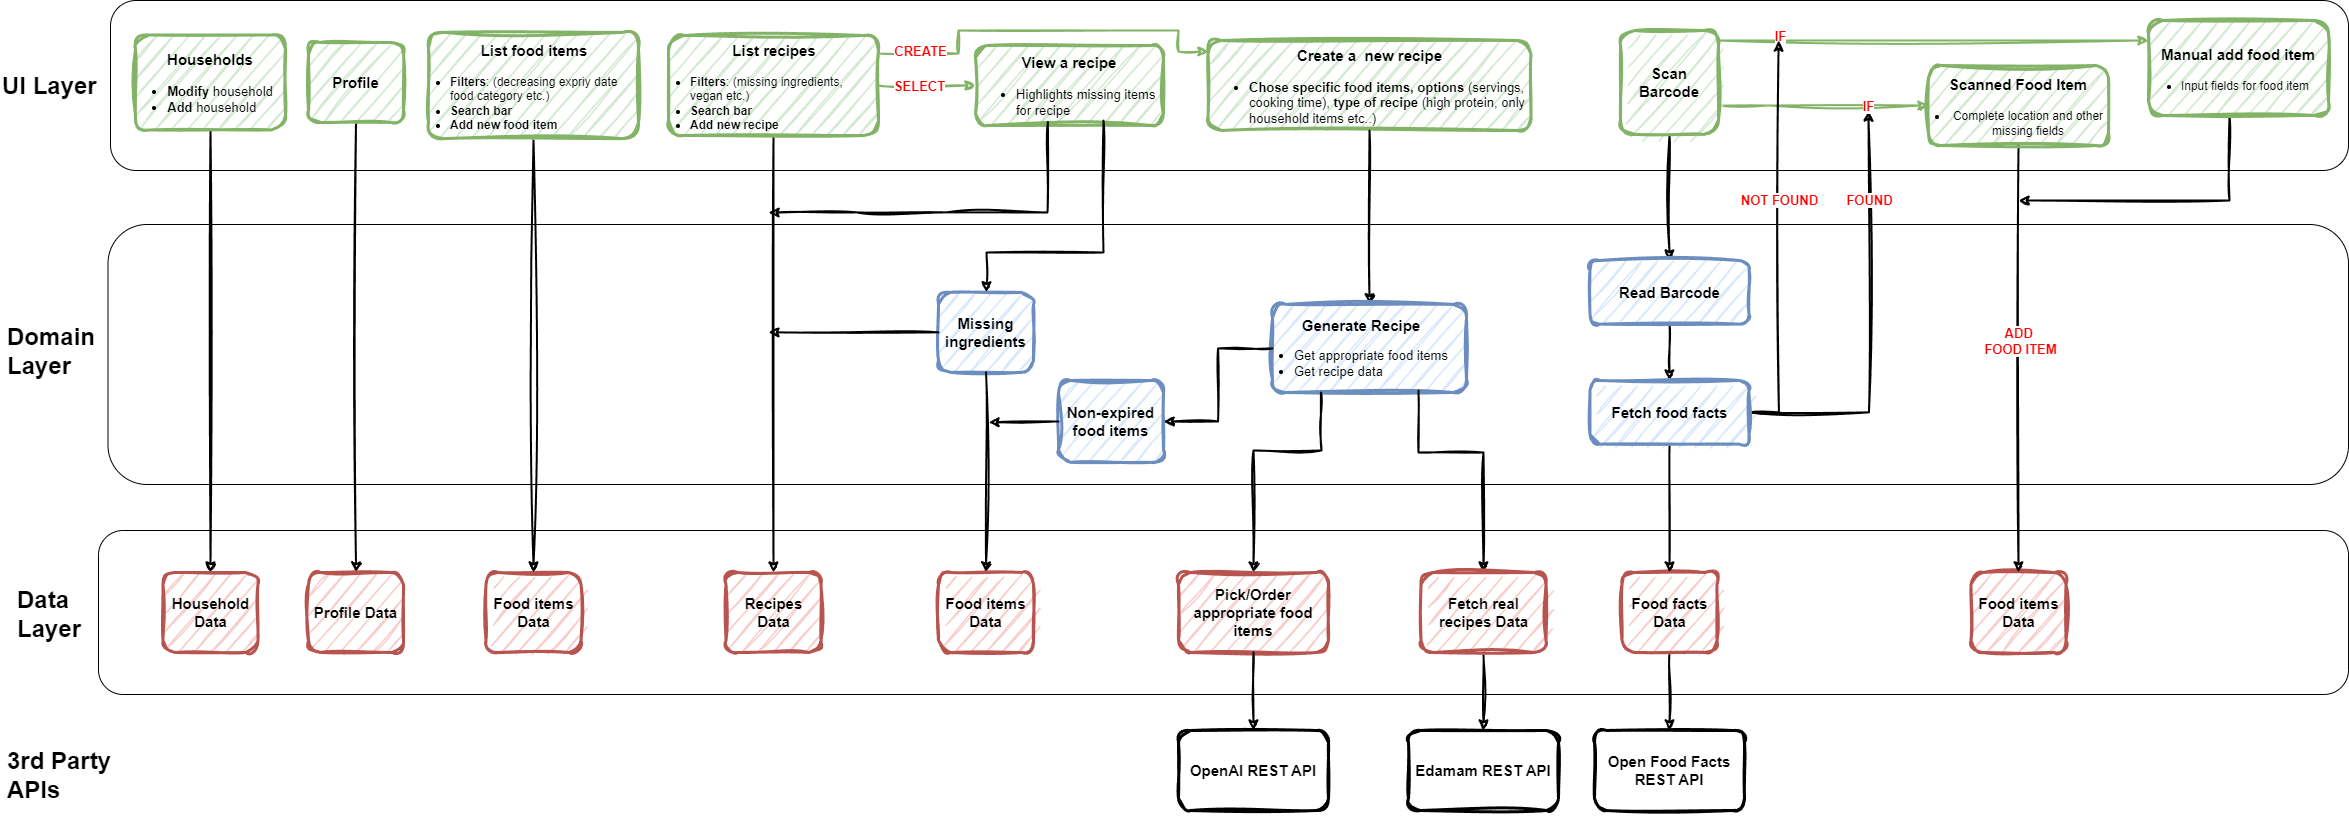 UI Layer
Households
• Modify household
• Add household
Profile
List food items
• Filters: (decreasing expriy date
food category etc.)
• Search bar
• Add new food item
List recipes
• Filters: (missing ingredients,
vegan etc.)
• Search bar
• Add new recipe
CREATE
SELECT
View a recipe
• Highlights missing items
for recipe
Create a new recipe
• Chose specific food items, options (servings,
cooking time), type of recipe (high protein, only
household items etc..)
Scan
Barcode
IF
IF
Scanned Food Item
• Complete location and other
missing fields
Manual add food item
• Input fields for food item
NOT FOUND
FOUND
Domain
Layer
Missing
ingredients
Non-expired
food items
Generate Recipe
• Get appropriate food items
• Get recipe data
Read Barcode
Fetch food facts
ADD
FOOD ITEM
Data
Layer
Household
Data
Profile Data
Food items
Data
Recipes
Data
Food items
Data
Pick/Order
appropriate food
items
Fetch real
recipes Data
Food facts
Data
Food items
Data
3rd Party
APIs
OpenAI REST API
Edamam REST API
Open Food Facts
REST API